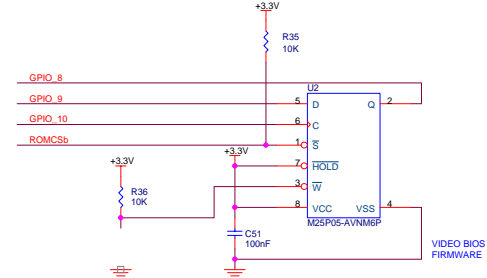 +3.3V
R35
10K
GPIO_8
U2
GPIO_9
5
D
Q
2
GPIO_10
6
C
ROMCSb
1
S
+3.3V
+3.3V
7
HOLD
R36
10K
3
W
8
VCC
VSS
4
M25P05-AVNM6P
C51
100nF
VIDEO BIOS
FIRMWARE